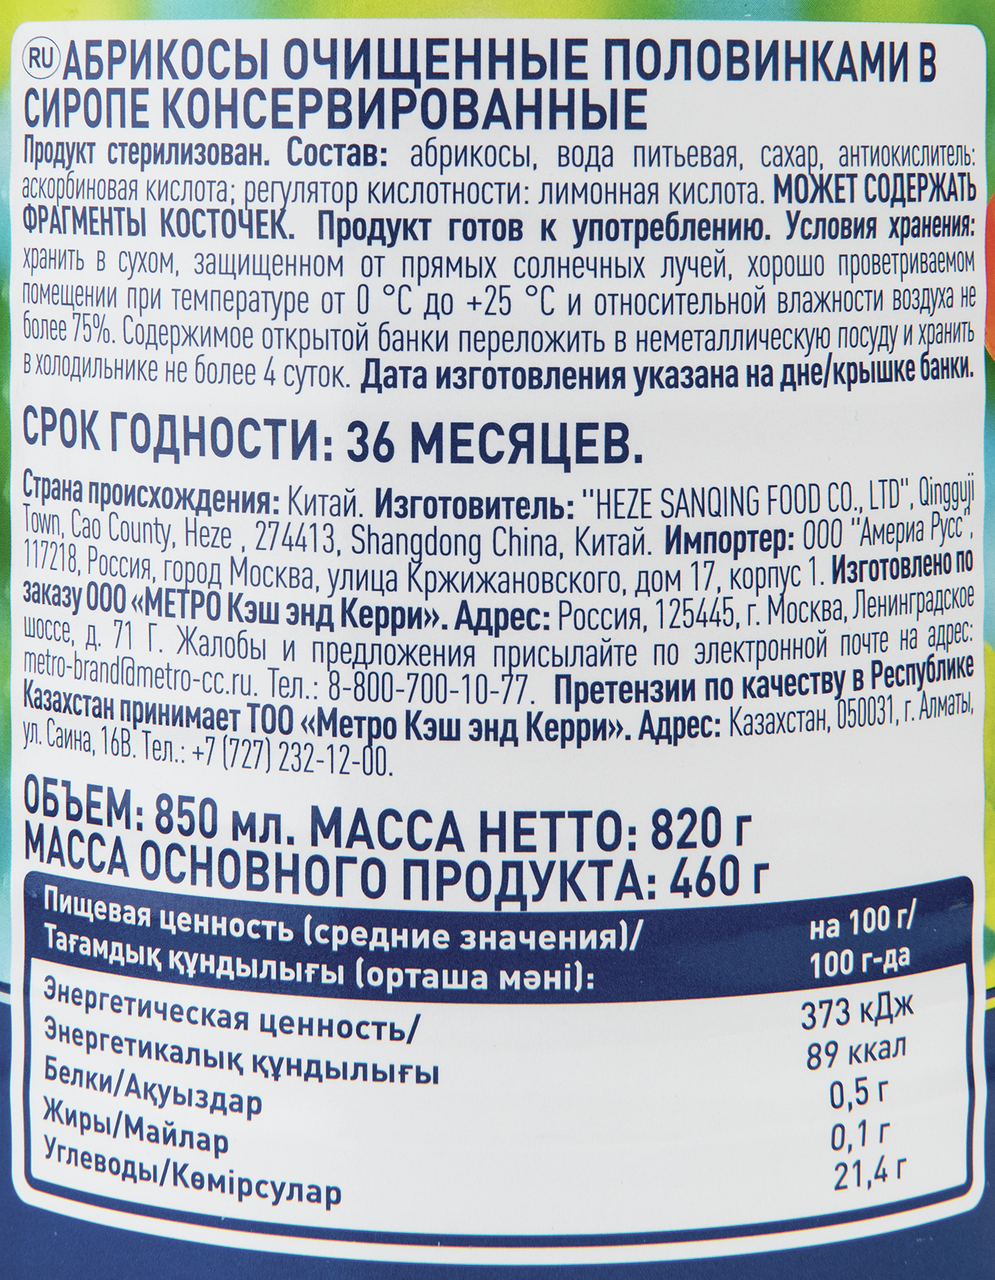 RU АБРИКОСЫ ОЧИЩЕННЫЕ ПОЛОВИНКАМИ В
СИРОПЕ КОНСЕРВИРОВАННЫЕ
Продукт стерилизован. Состав: абрикосы, вода питьевая, сахар, антиокислитель:
аскорбиновая кислота; регулятор кислотности: лимонная кислота. МОЖЕТ СОДЕРЖАТЬ
ФРАГМЕНТЫ КОСТОЧЕК. Продукт готов к употреблению. Условия хранения:
хранить в сухом, защищенном от прямых солнечных лучей, хорошо проветриваемом
помещении при температуре от 0 °C до +25 °C и относительной влажности воздуха не
более 75%. Содержимое открытой банки переложить в неметаллическую посуду и хранить
в холодильнике не более 4 суток. Дата изготовления указана на дне/крышке банки.
СРОК ГОДНОСТИ: 36 МЕСЯЦЕВ.
Страна происхождения: Китай. Изготовитель: "HEZE SANQING FOOD CO., LTD", Qingguji
Town, Cao County, Heze , 274413, Shangdong China, Китай. Импортер: ООО "Америа Русс",
117218, Россия, город Москва, улица Кржижановского, дом 17, корпус 1. Изготовлено по
заказу ООО «МЕТРО Кэш энд Керри». Адрес: Россия, 125445, г. Москва, Ленинградское
шоссе, д. 71 Г. Жалобы и предложения присылайте по электронной почте на адрес:
metro-brand@metro-cc.ru. Тел.: 8-800-700-10-77. Претензии по качеству в Республике
Казахстан принимает ТОО «Метро Кэш энд Керри». Адрес: Казахстан, 050031, г. Алматы,
ул. Саина, 16В. Тел.: +7 (727) 232-12-00.
ОБЪЕМ: 850 мл. МАССА НЕТТО: 820 г
МАССА ОСНОВНОГО ПРОДУКТА: 460 г
Пищевая ценность (средние значения)/ на 100 г/
Тағамдық құндылығы (орташа мәні): 100 г-да
Энергетическая ценность/ 373 кДж
Энергетикалық құндылығы 89 ккал
Белки/Ақуыздар 0,5 г
Жиры/Майлар 0,1 г
Углеводы/Көмірсулар 21,4 г